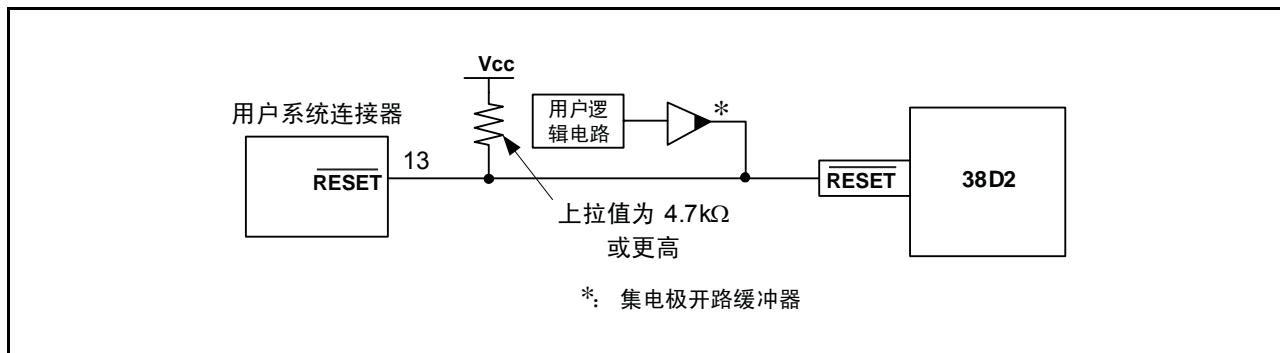 Vcc
用户系统连接器
用户逻
辑电路
*
RESET
13
RESET
38D2
上拉值为 4.7kΩ
或更高
*： 集电极开路缓冲器